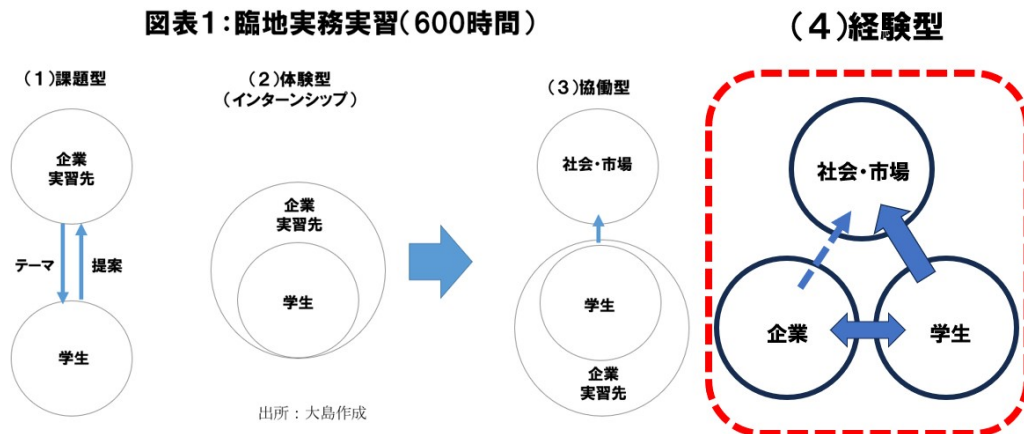 図表1:臨地実務実習(600時間)
(1)課題型
企業
実習先
テーマ
提案
学生
(2)体験型
(インターンシップ)
企業
実習先
学生
出所：大島作成
(3)協働型
社会・市場
学生
企業
実習先
(4)経験型
社会・市場
企業
学生